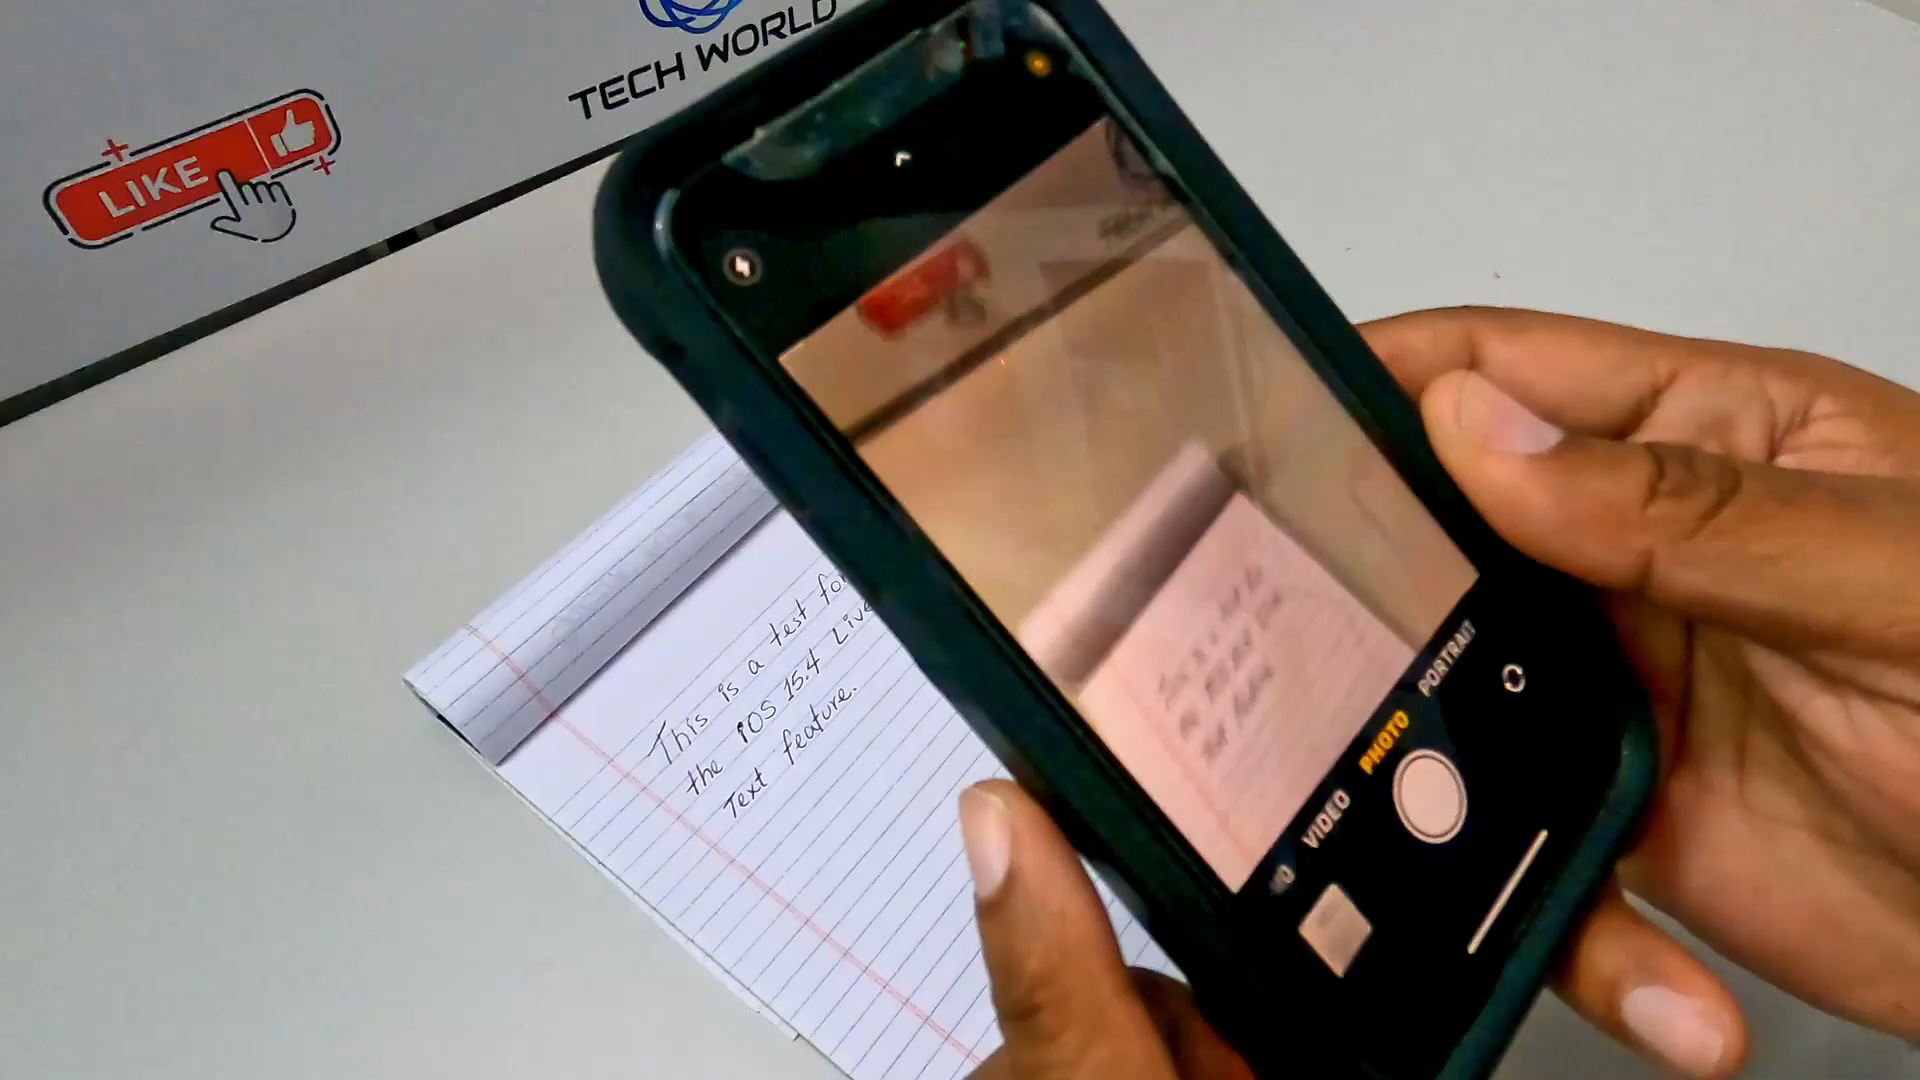 TECH WORLD
LIKE
This is a test for
the iOS 15.4 Live
Text feature.
PORTRAIT
PHOTO
VIDEO